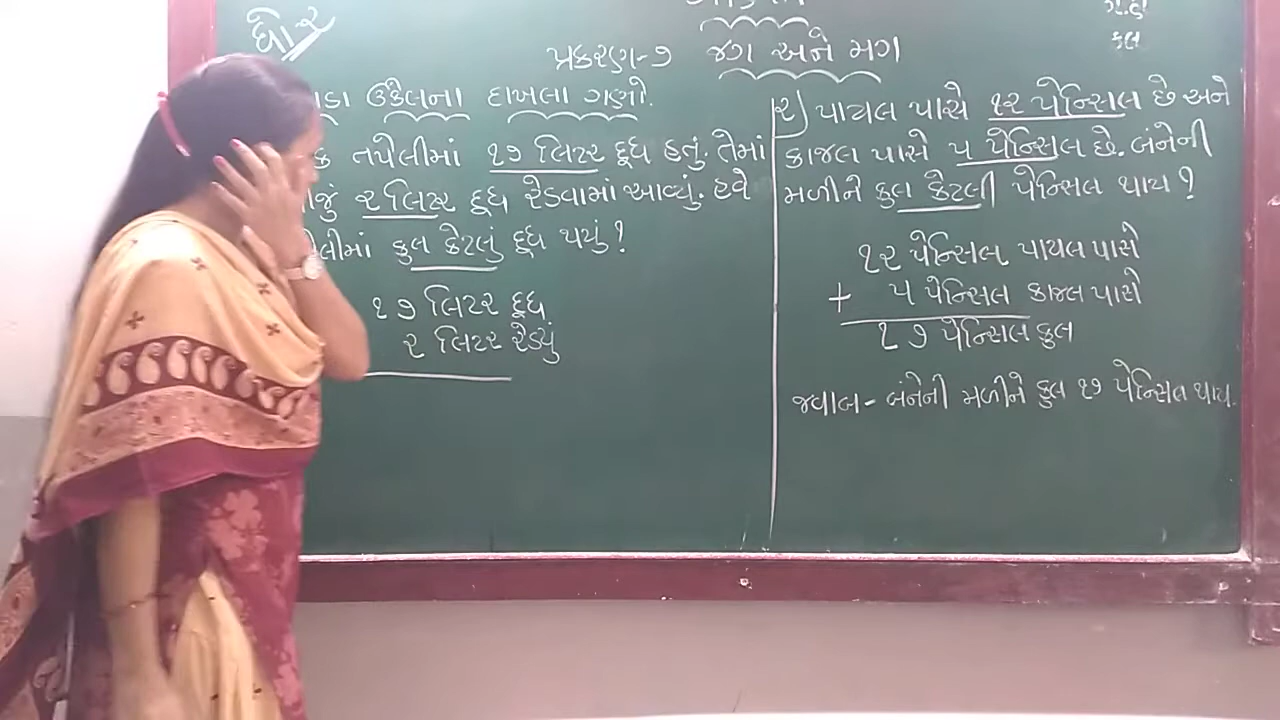 ધોર
પ્રકરણ-૭ જગ અને મગ
ઉકેલના દાખલા ગણો.
તપેલીમાં ૧૭ લિટર દૂધ હતું. તેમાં
૨ લિટર દૂધ રેડવામાં આવ્યું. હવે
કુલ કેટલું દૂધ થયું?
૧૭ લિટર દૂધ
૨ લિટર રેડ્યું
૨) પાયલ પાસે ૧૨ પેન્સિલ છે અને
કાજલ પાસે ૫ પેન્સિલ છે. બંનેની
મળીને કુલ કેટલી પેન્સિલ થાય?
૧૨ પેન્સિલ પાયલ પાસે
+ ૫ પેન્સિલ કાજલ પાસે
૧૭ પેન્સિલ કુલ
જવાબ- બંનેની મળીને કુલ ૧૭ પેન્સિલ થાય.